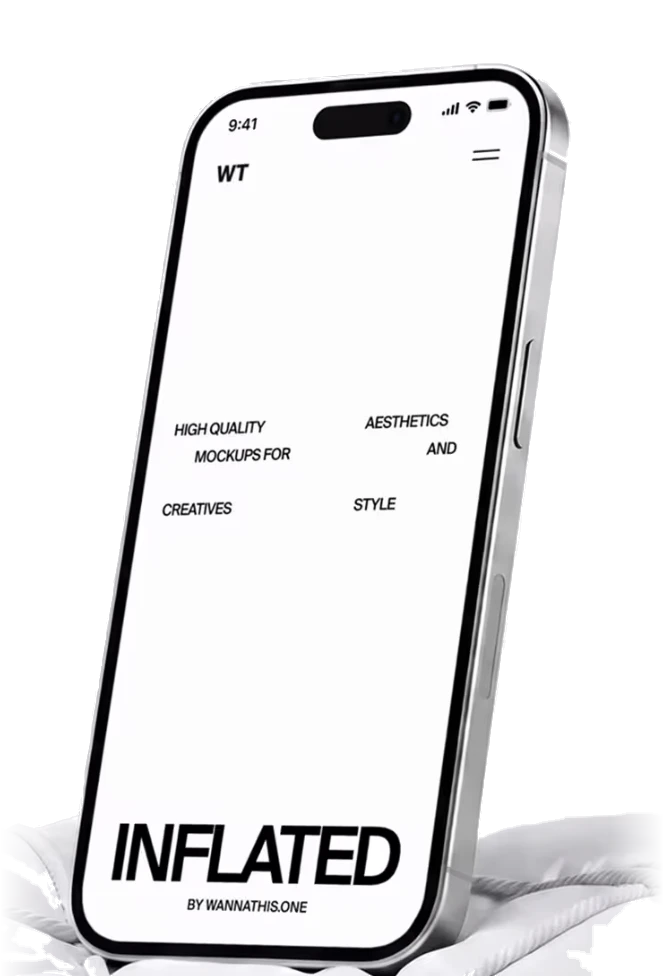 9:41
WT
HIGH QUALITY
AESTHETICS
MOCKUPS FOR
AND
CREATIVES
STYLE
INFLATED
BY WANNATHIS.ONE